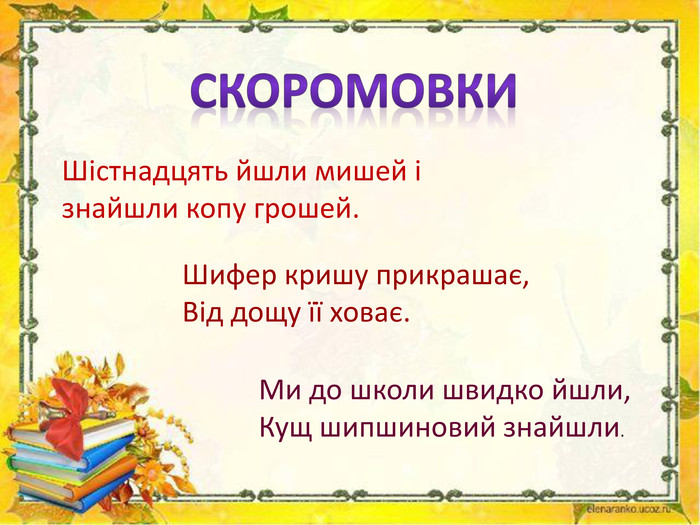 СКОРОМОВКИ
Шістнадцять йшли мишей і
знайшли копу грошей.
Шифер кришу прикрашає,
Від дощу її ховає.
Ми до школи швидко йшли,
Кущ шипшиновий знайшли.
elenaranko.ucoz.ru